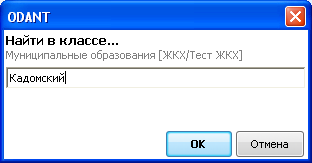 ODANT
Найти в классе...
Муниципальные образования [ЖКХ/Тест ЖКХ]
Кадомский
OK
Отмена